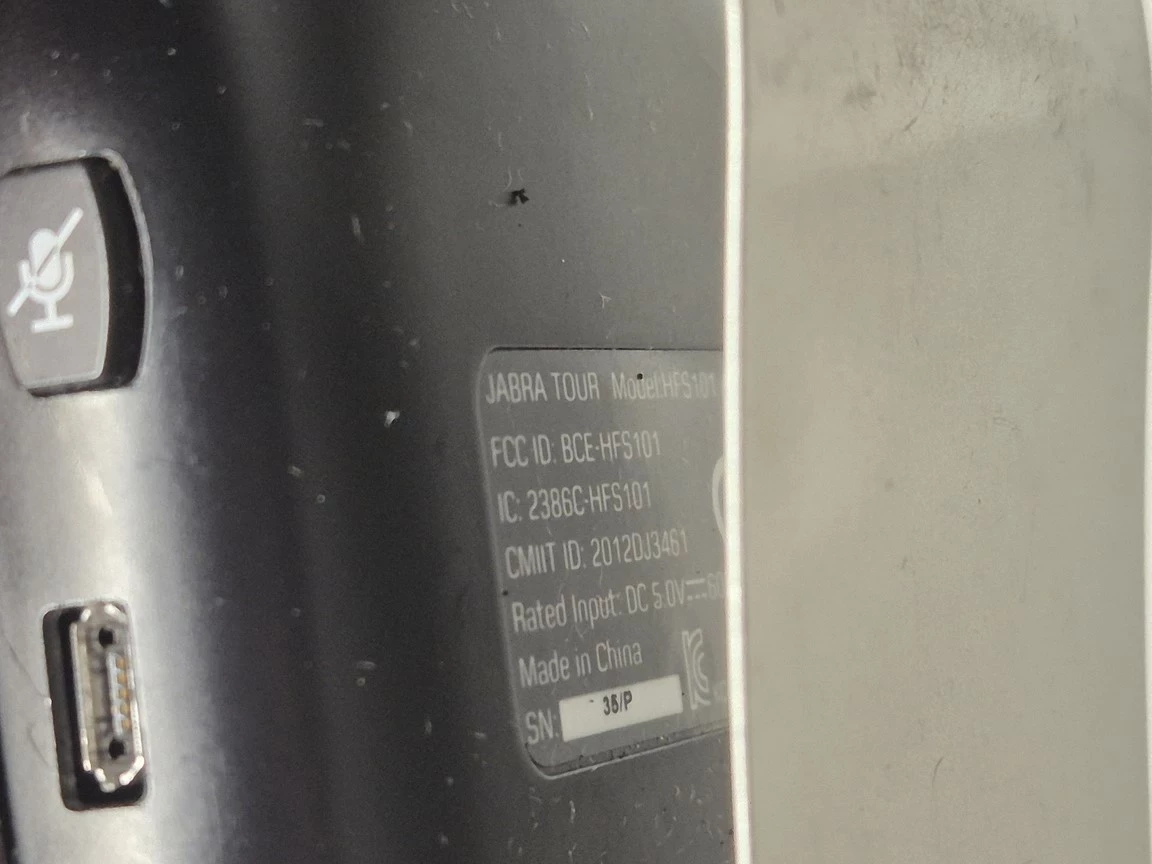 JABRA TOUR Model:HFS101
FCC ID: BCE-HFS101
IC: 2386C-HFS101
CMIIT ID: 2012DJ3461
Rated Input: DC 5.0V⎓60
Made in China
SN: 35/P